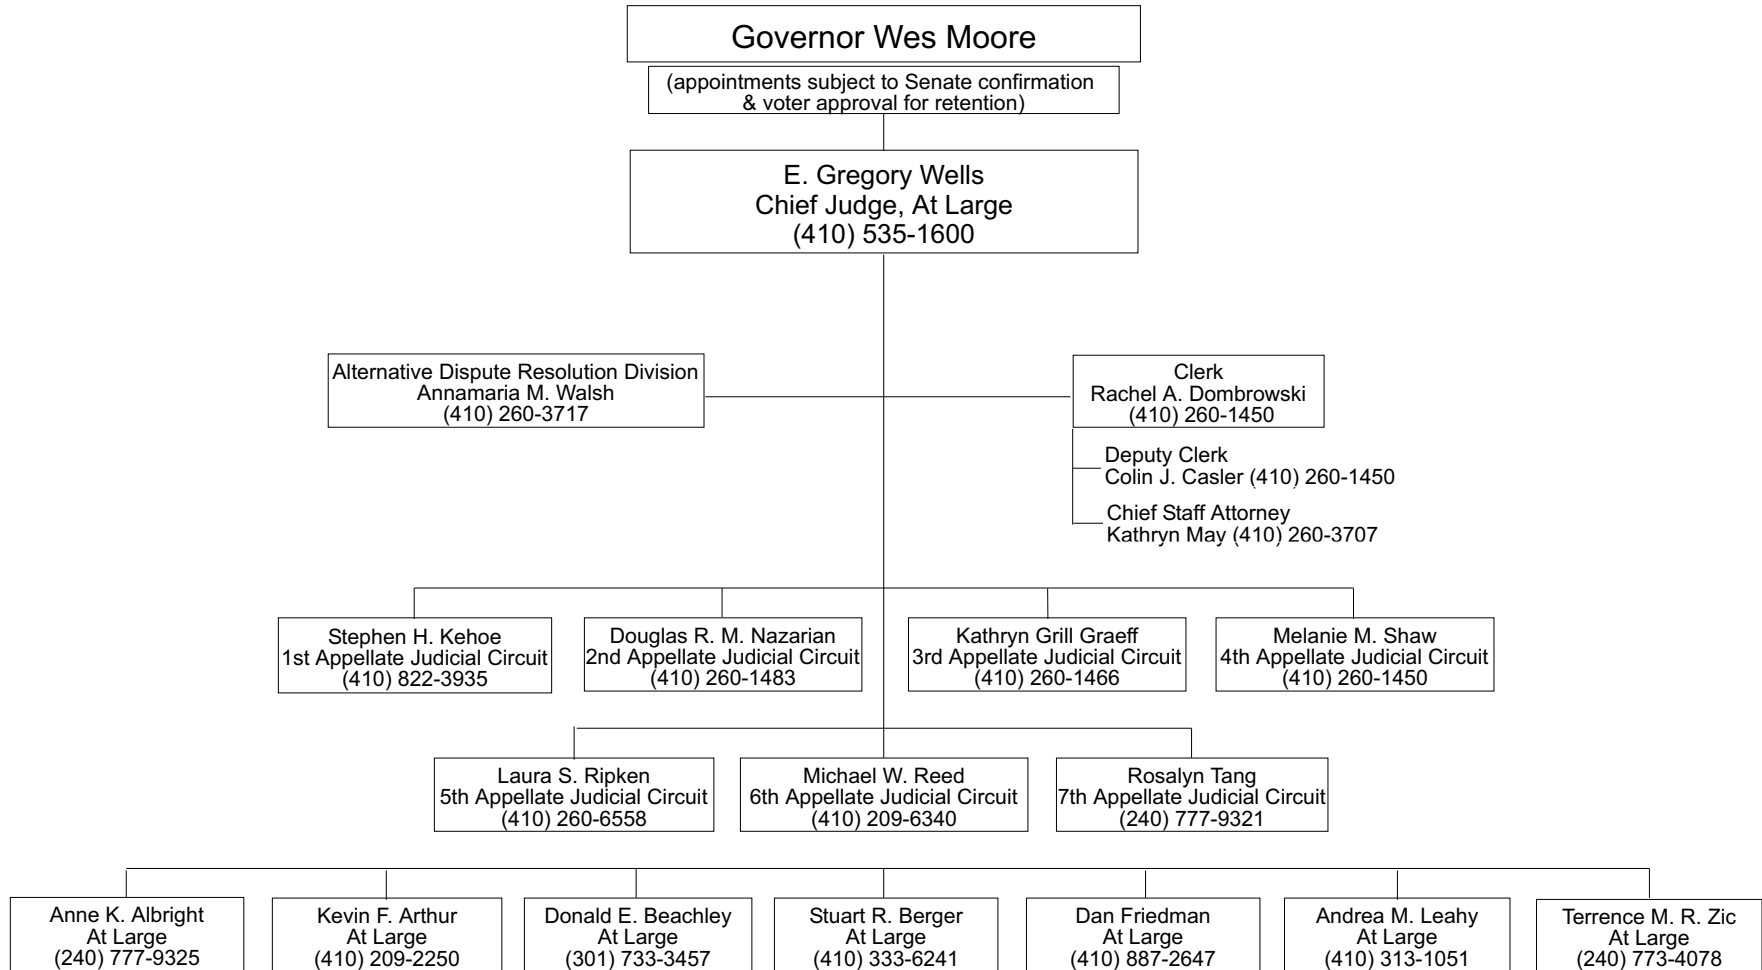 Governor Wes Moore
(appointments subject to Senate confirmation
& voter approval for retention)
E. Gregory Wells
Chief Judge, At Large
(410) 535-1600
Alternative Dispute Resolution Division
Annamaria M. Walsh
(410) 260-3717
Clerk
Rachel A. Dombrowski
(410) 260-1450
Deputy Clerk
Colin J. Casler (410) 260-1450
Chief Staff Attorney
Kathryn May (410) 260-3707
Stephen H. Kehoe
1st Appellate Judicial Circuit
(410) 822-3935
Douglas R. M. Nazarian
2nd Appellate Judicial Circuit
(410) 260-1483
Kathryn Grill Graeff
3rd Appellate Judicial Circuit
(410) 260-1466
Melanie M. Shaw
4th Appellate Judicial Circuit
(410) 260-1450
Laura S. Ripken
5th Appellate Judicial Circuit
(410) 260-6558
Michael W. Reed
6th Appellate Judicial Circuit
(410) 209-6340
Rosalyn Tang
7th Appellate Judicial Circuit
(240) 777-9321
Anne K. Albright
At Large
(240) 777-9325
Kevin F. Arthur
At Large
(410) 209-2250
Donald E. Beachley
At Large
(301) 733-3457
Stuart R. Berger
At Large
(410) 333-6241
Dan Friedman
At Large
(410) 887-2647
Andrea M. Leahy
At Large
(410) 313-1051
Terrence M. R. Zic
At Large
(240) 773-4078